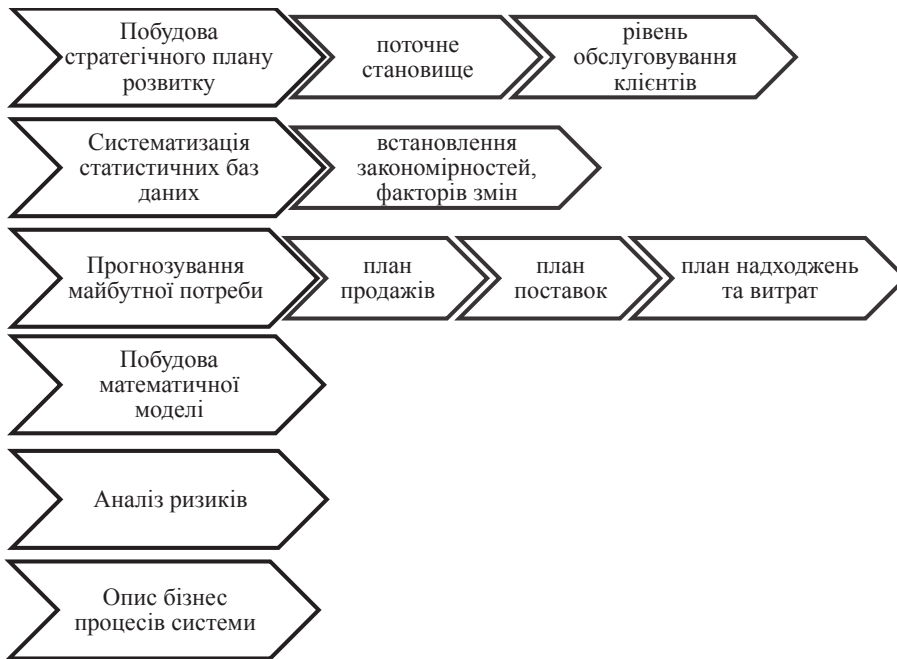 Побудова
стратегічного плану
розвитку
поточне
становище
рівень
обслуговування
клієнтів
Систематизація
статистичних баз
даних
встановлення
закономірностей,
факторів змін
Прогнозування
майбутної потреби
план
продажів
план
поставок
план надходжень
та витрат
Побудова
математичної
моделі
Аналіз ризиків
Опис бізнес
процесів системи